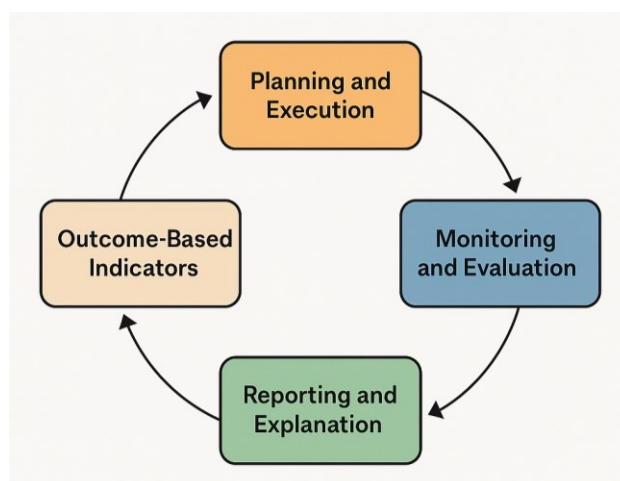 Planning and
Execution
Monitoring
and Evaluation
Reporting and
Explanation
Outcome-Based
Indicators